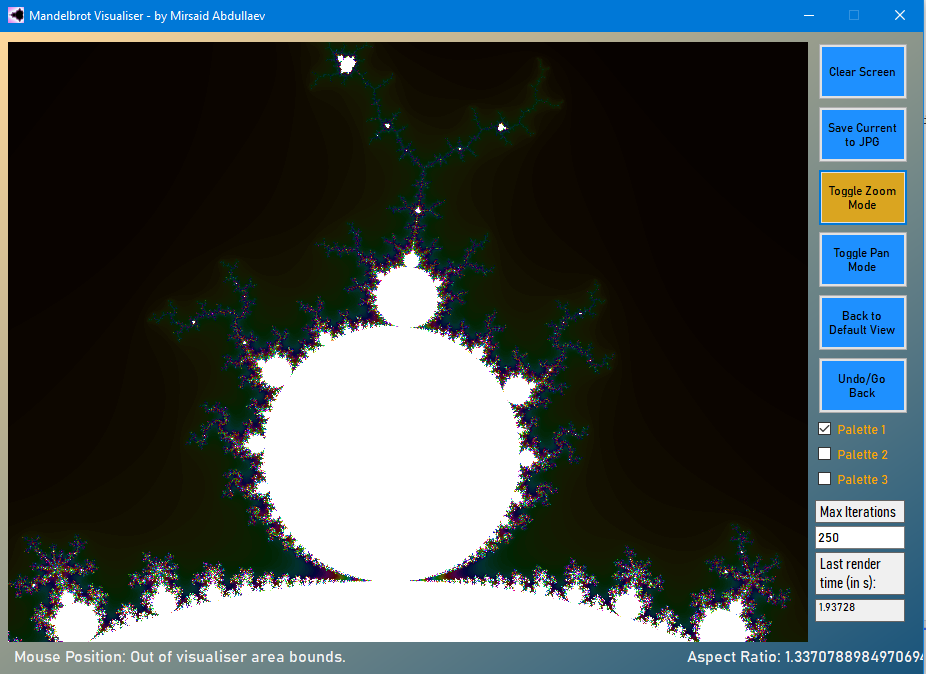 Mandelbrot Visualiser - by Mirsaid Abdullaev
Clear Screen
Save Current
to JPG
Toggle Zoom
Mode
Toggle Pan
Mode
Back to
Default View
Undo/Go
Back
Palette 1
Palette 2
Palette 3
Max Iterations
250
Last render
time (in s):
1.93728
Mouse Position: Out of visualiser area bounds.
Aspect Ratio: 1.3370788984970694